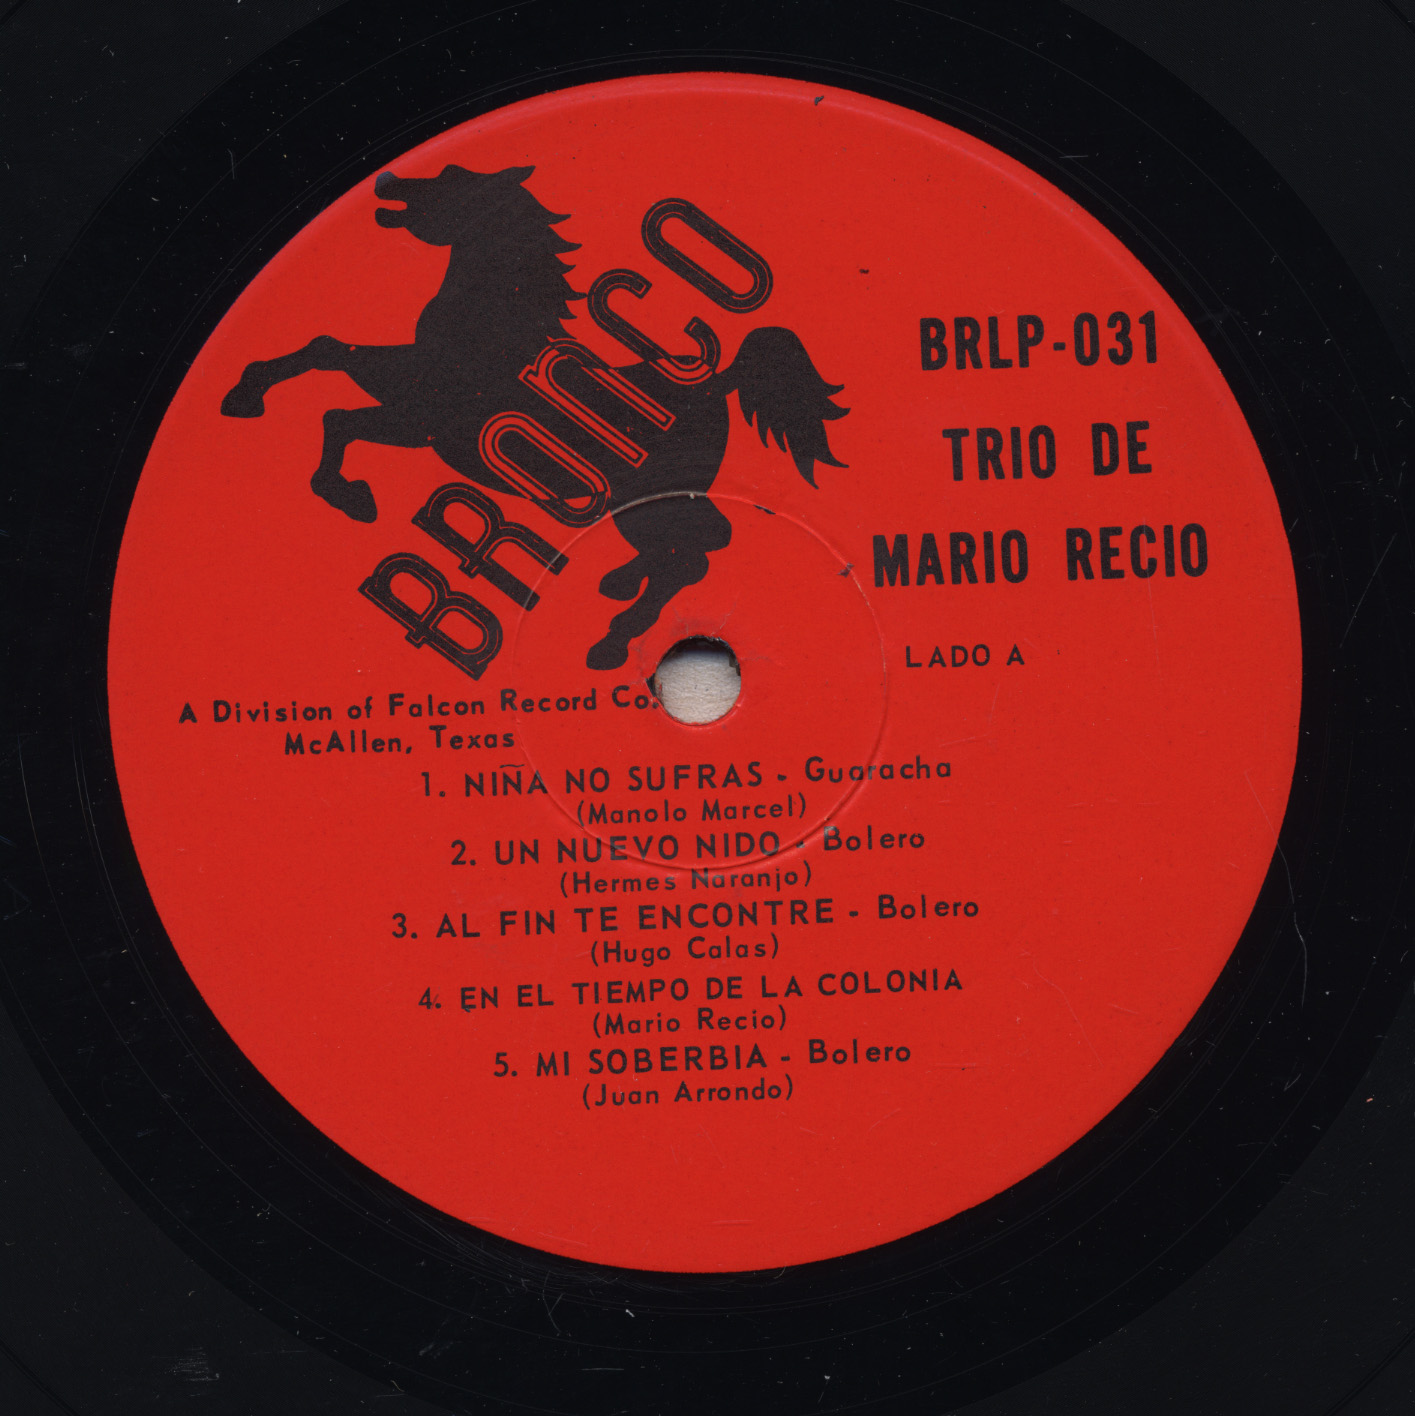 BRONCO
BRLP-031
TRIO DE
MARIO RECIO
LADO A
A Division of Falcon Record Co.
McAllen, Texas
1. NIÑA NO SUFRAS - Guaracha
(Manolo Marcel)
2. UN NUEVO NIDO - Bolero
(Hermes Naranjo)
3. AL FIN TE ENCONTRE - Bolero
(Hugo Calas)
4. EN EL TIEMPO DE LA COLONIA
(Mario Recio)
5. MI SOBERBIA - Bolero
(Juan Arrondo)